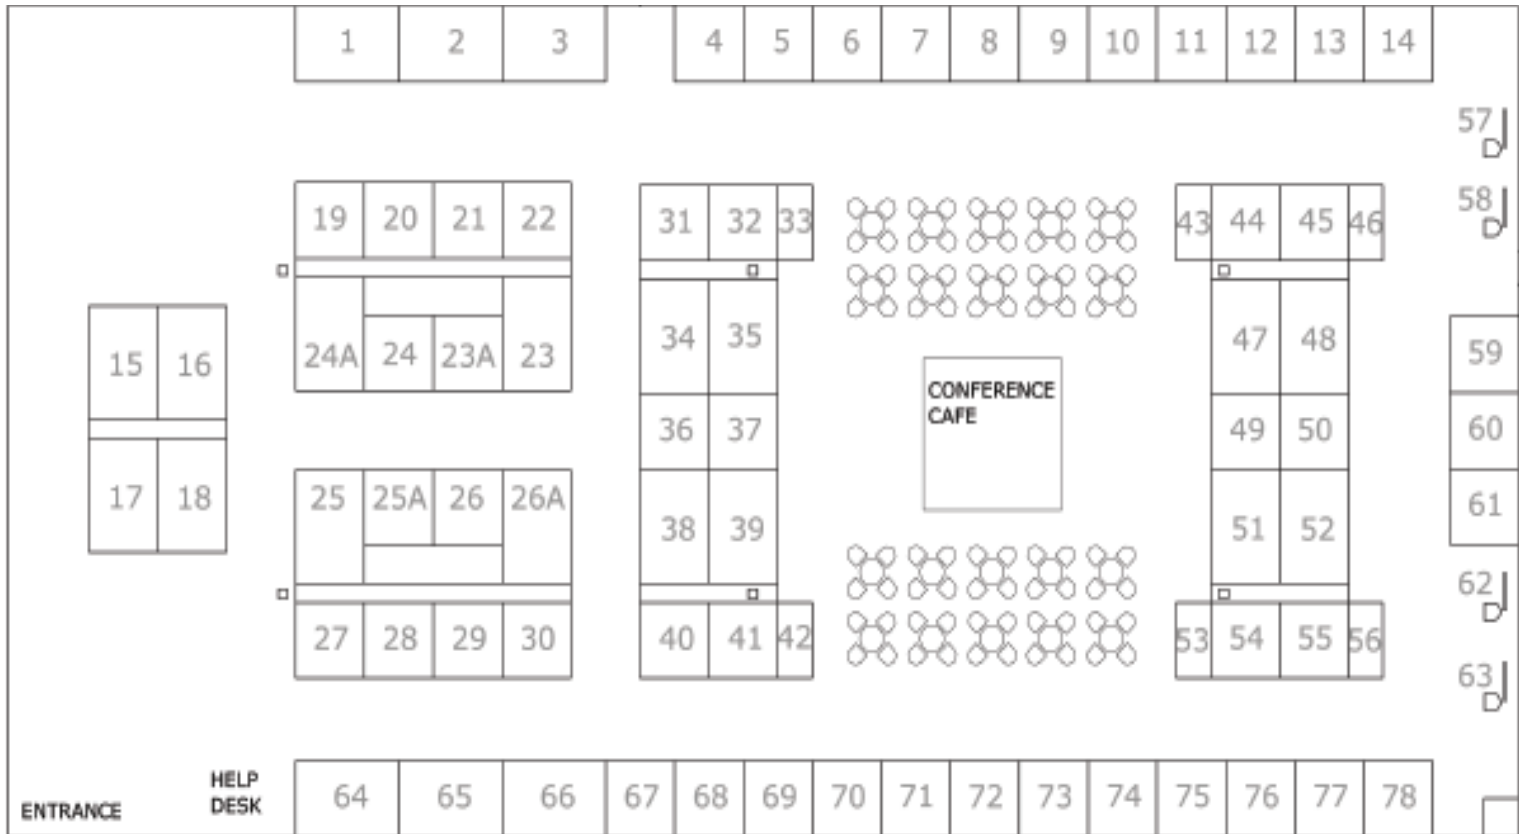 1 2 3 4 5 6 7 8 9 10 11 12 13 14
57
58
19 20 21 22 31 32 33 43 44 45 46
15 16 24A 24 23A 23 34 35 47 48 59
CONFERENCE
CAFE
36 37 49 50 60
17 18 25 25A 26 26A 38 39 51 52 61
62
27 28 29 30 40 41 42 53 54 55 56
63
HELP
DESK
ENTRANCE
64 65 66 67 68 69 70 71 72 73 74 75 76 77 78